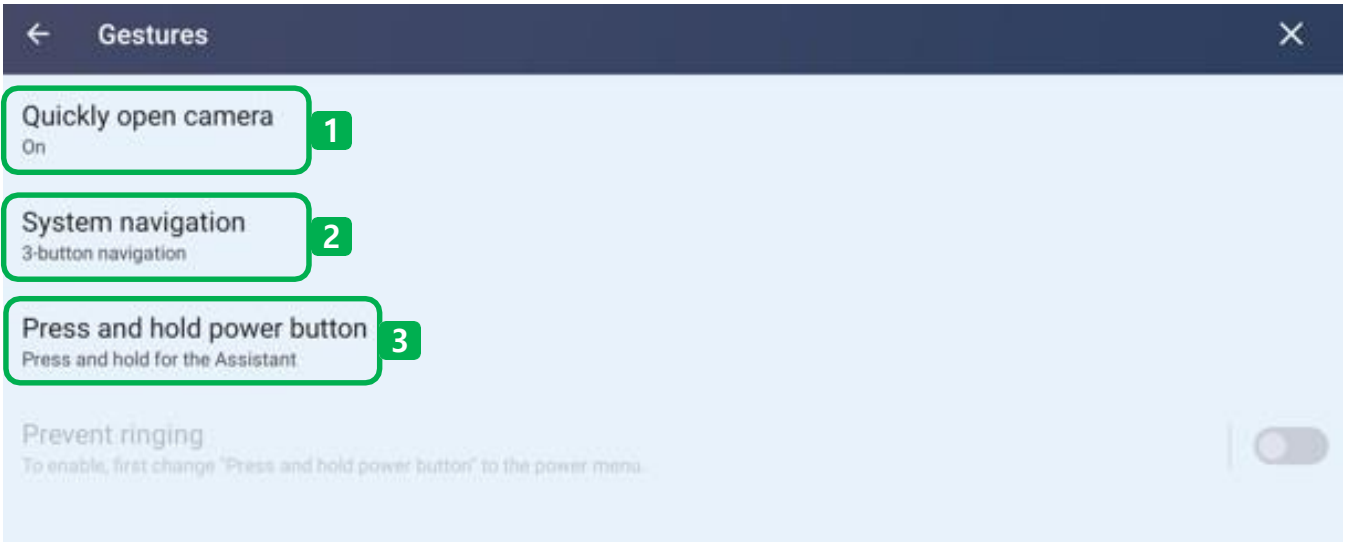 Gestures
Quickly open camera
On
1
System navigation
3-button navigation
2
Press and hold power button
Press and hold for the Assistant
3
Prevent ringing
To enable, first change "Press and hold power button" to the power menu.